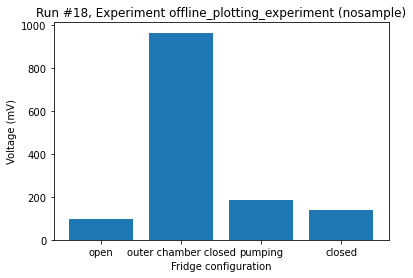 Run #18, Experiment offline_plotting_experiment (nosample)
1000
800
600
400
200
0
Voltage (mV)
open outer chamber closed pumping closed
Fridge configuration